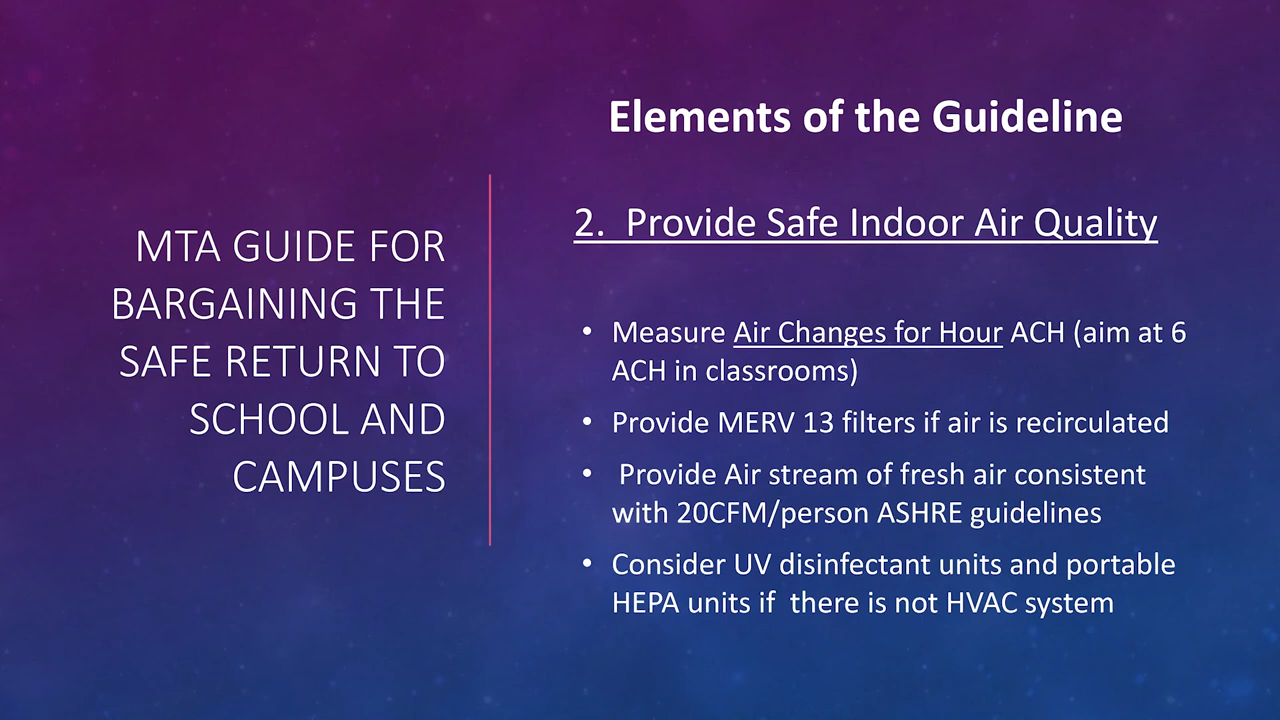 MTA GUIDE FOR
BARGAINING THE
SAFE RETURN TO
SCHOOL AND
CAMPUSES
Elements of the Guideline
2. Provide Safe Indoor Air Quality
• Measure Air Changes for Hour ACH (aim at 6
ACH in classrooms)
• Provide MERV 13 filters if air is recirculated
• Provide Air stream of fresh air consistent
with 20CFM/person ASHRE guidelines
• Consider UV disinfectant units and portable
HEPA units if there is not HVAC system